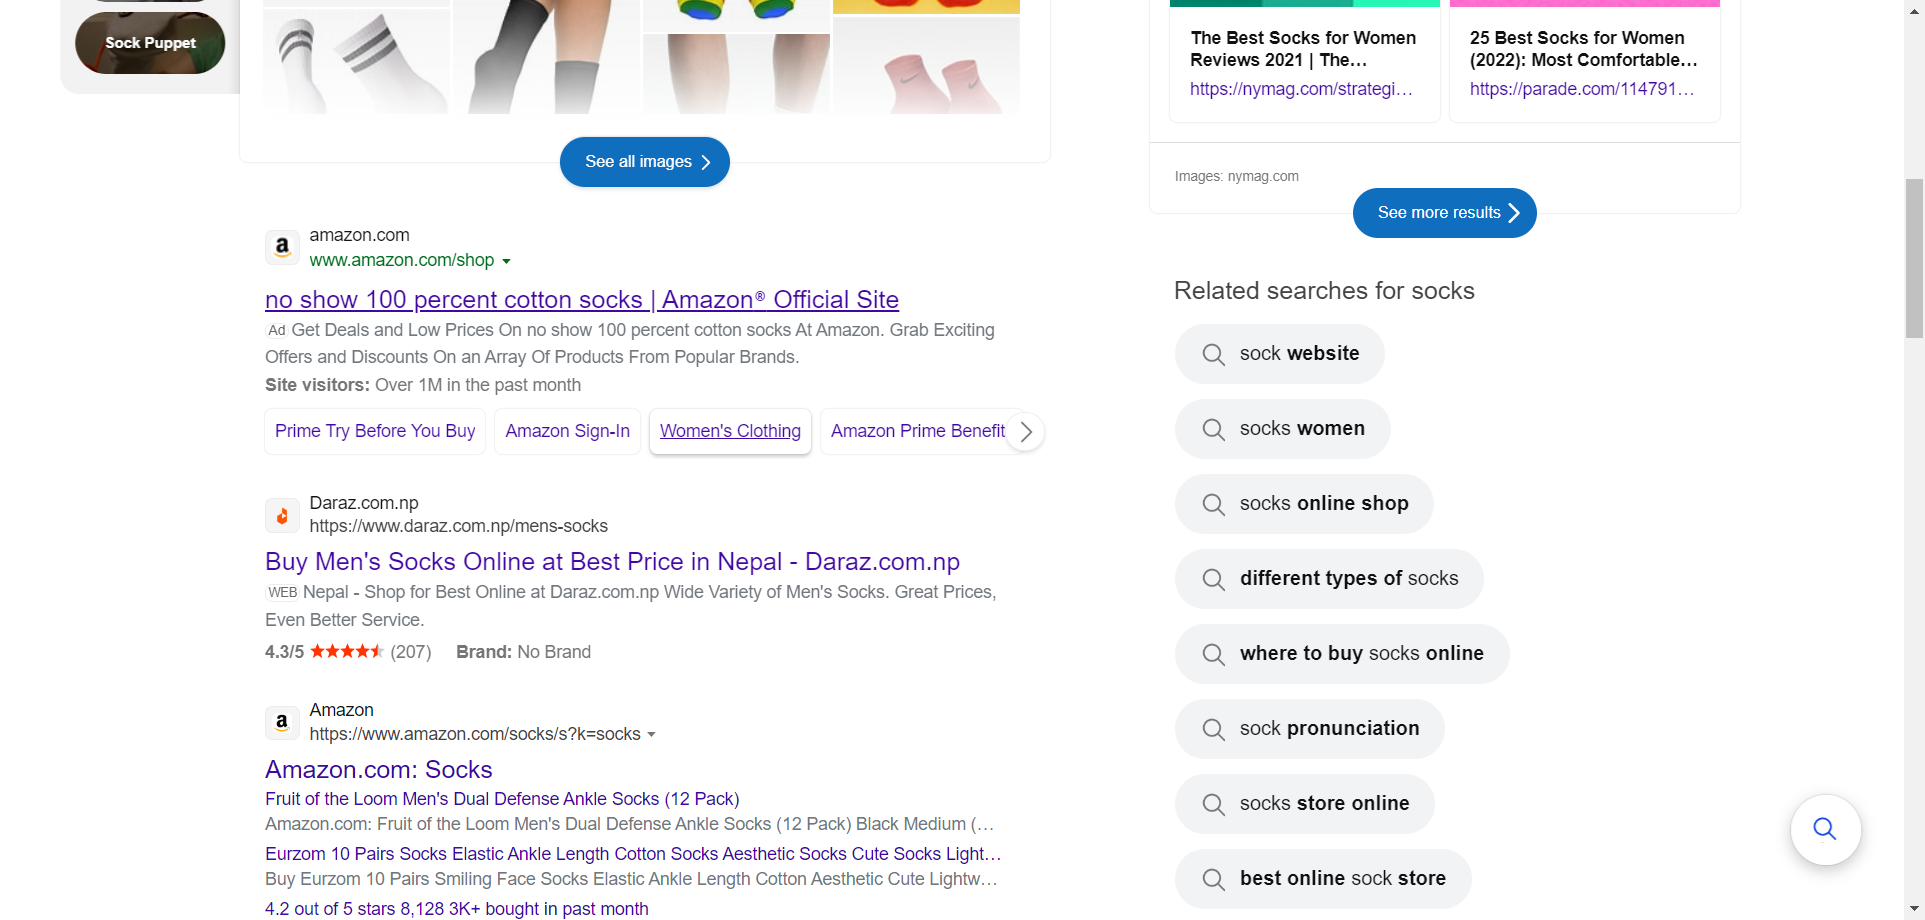 Sock Puppet
See all images
amazon.com
www.amazon.com/shop
no show 100 percent cotton socks | Amazon® Official Site
Ad Get Deals and Low Prices On no show 100 percent cotton socks At Amazon. Grab Exciting
Offers and Discounts On an Array Of Products From Popular Brands.
Site visitors: Over 1M in the past month
Prime Try Before You Buy
Amazon Sign-In
Women's Clothing
Amazon Prime Benefit
Daraz.com.np
https://www.daraz.com.np/mens-socks
Buy Men's Socks Online at Best Price in Nepal - Daraz.com.np
WEB Nepal - Shop for Best Online at Daraz.com.np Wide Variety of Men's Socks. Great Prices,
Even Better Service.
4.3/5 (207) Brand: No Brand
Amazon
https://www.amazon.com/socks/s?k=socks
Amazon.com: Socks
Fruit of the Loom Men's Dual Defense Ankle Socks (12 Pack)
Amazon.com: Fruit of the Loom Men's Dual Defense Ankle Socks (12 Pack) Black Medium (…
Eurzom 10 Pairs Socks Elastic Ankle Length Cotton Socks Aesthetic Socks Cute Socks Light…
Buy Eurzom 10 Pairs Smiling Face Socks Elastic Ankle Length Cotton Aesthetic Cute Lightw…
4.2 out of 5 stars 8,128 3K+ bought in past month
The Best Socks for Women
Reviews 2021 | The…
https://nymag.com/strategi…
25 Best Socks for Women
(2022): Most Comfortable…
https://parade.com/114791…
Images: nymag.com
See more results
Related searches for socks
sock website
socks women
socks online shop
different types of socks
where to buy socks online
sock pronunciation
socks store online
best online sock store